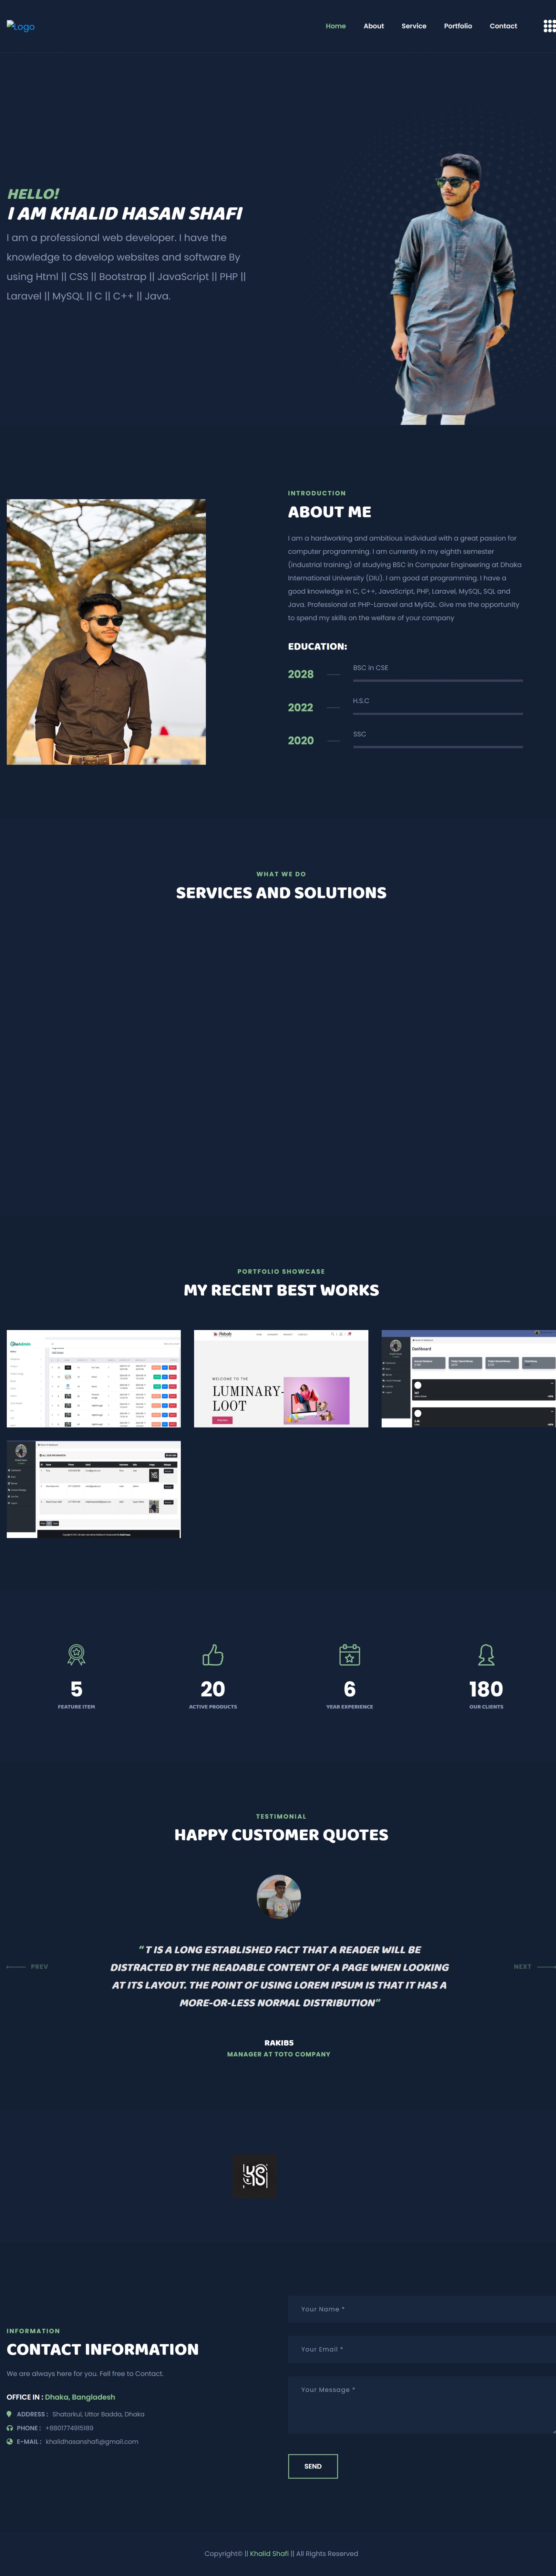 Logo
Home About Service Portfolio Contact
HELLO!
I AM KHALID HASAN SHAFI
I am a professional web developer. I have the
knowledge to develop websites and software By
using Html || CSS || Bootstrap || JavaScript || PHP ||
Laravel || MySQL || C || C++ || Java.
INTRODUCTION
ABOUT ME
I am a hardworking and ambitious individual with a great passion for
computer programming. I am currently in my eighth semester
(industrial training) of studying BSC in Computer Engineering at Dhaka
International University (DIU). I am good at programming. I have a
good knowledge in C, C++, JavaScript, PHP, Laravel, MySQL, SQL and
Java. Professional at PHP-Laravel and MySQL. Give me the opportunity
to spend my skills on the welfare of your company
EDUCATION:
2028 BSC in CSE
2022 H.S.C
2020 SSC
WHAT WE DO
SERVICES AND SOLUTIONS
PORTFOLIO SHOWCASE
MY RECENT BEST WORKS
WELCOME TO THE
LUMINARY-
LOOT
Dashboard
5 20 6 180
FEATURE ITEM ACTIVE PRODUCTS YEAR EXPERIENCE OUR CLIENTS
TESTIMONIAL
HAPPY CUSTOMER QUOTES
“ T IS A LONG ESTABLISHED FACT THAT A READER WILL BE
DISTRACTED BY THE READABLE CONTENT OF A PAGE WHEN LOOKING
AT ITS LAYOUT. THE POINT OF USING LOREM IPSUM IS THAT IT HAS A
MORE-OR-LESS NORMAL DISTRIBUTION”
PREV
NEXT
RAKIBS
MANAGER AT TOTO COMPANY
INFORMATION
CONTACT INFORMATION
We are always here for you. Fell free to Contact.
OFFICE IN : Dhaka, Bangladesh
ADDRESS : Shatarkul, Uttor Badda, Dhaka
PHONE : +8801774915189
E-MAIL : khalidhasanshafi@gmail.com
Your Name *
Your Email *
Your Message *
SEND
Copyright© || Khalid Shafi || All Rights Reserved